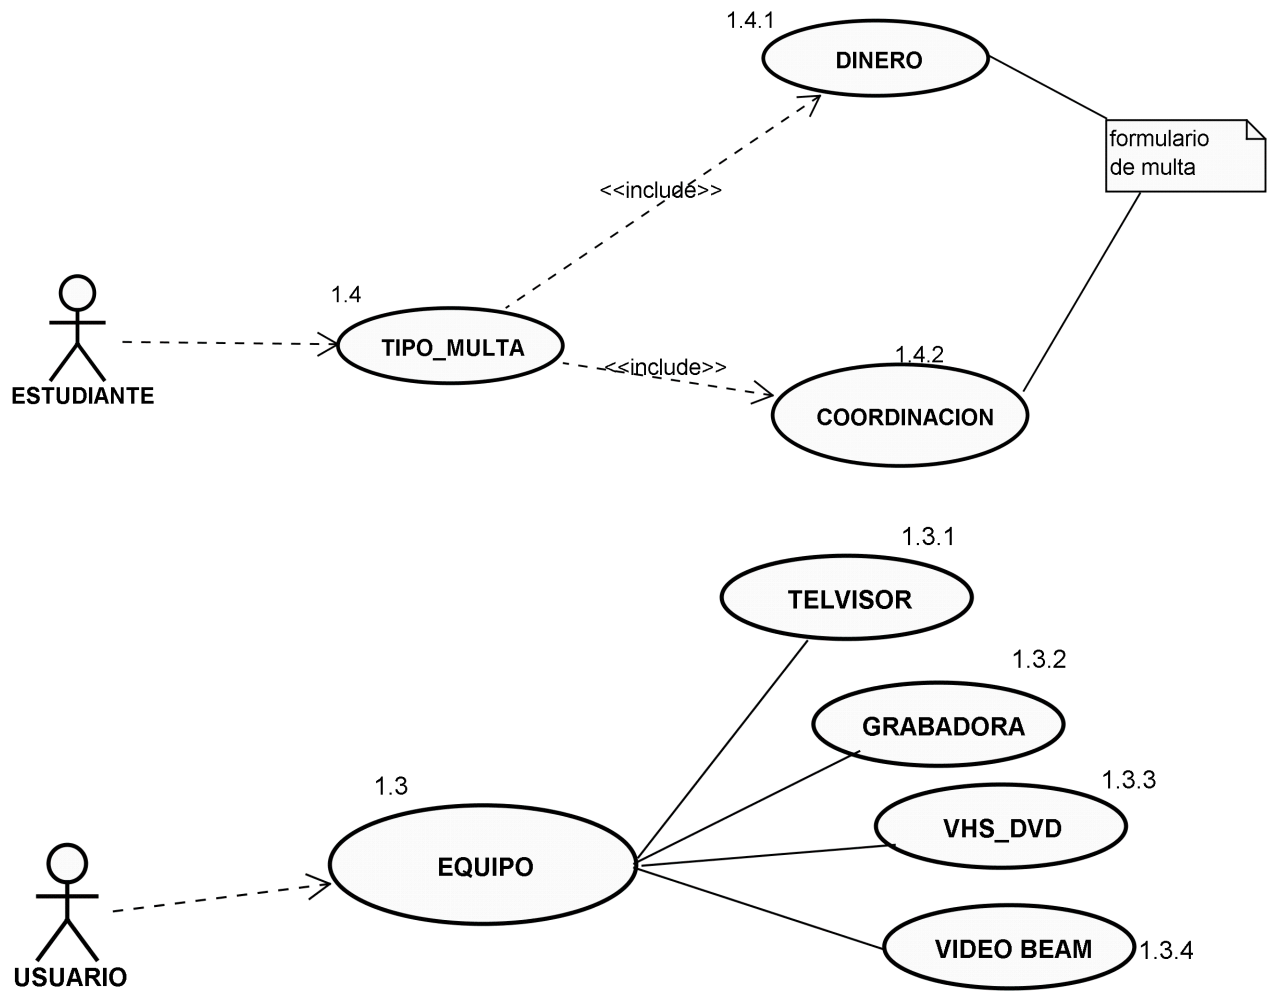 1.4.1
DINERO
formulario
de multa
<<include>>
1.4
TIPO_MULTA
ESTUDIANTE
<<include>>
1.4.2
COORDINACION
1.3.1
TELVISOR
1.3.2
GRABADORA
1.3
1.3.3
VHS_DVD
EQUIPO
VIDEO BEAM
1.3.4
USUARIO